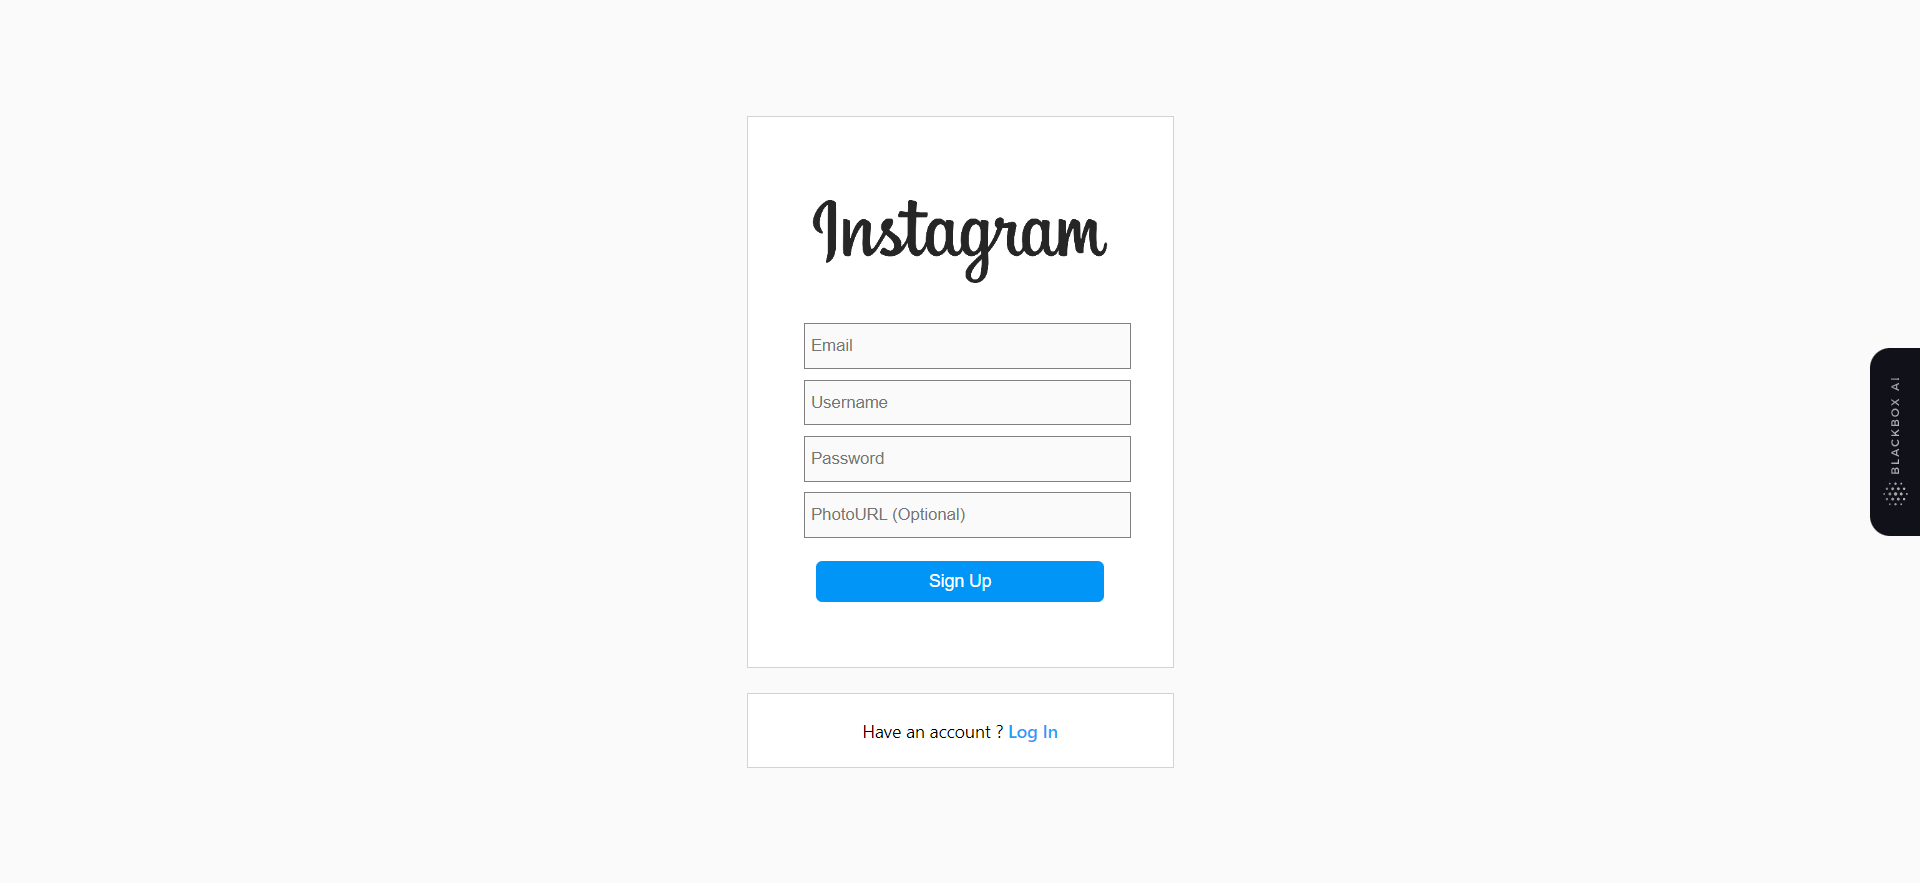 Instagram
Email
Username
Password
PhotoURL (Optional)
Sign Up
Have an account ? Log In
BLACKBOX AI